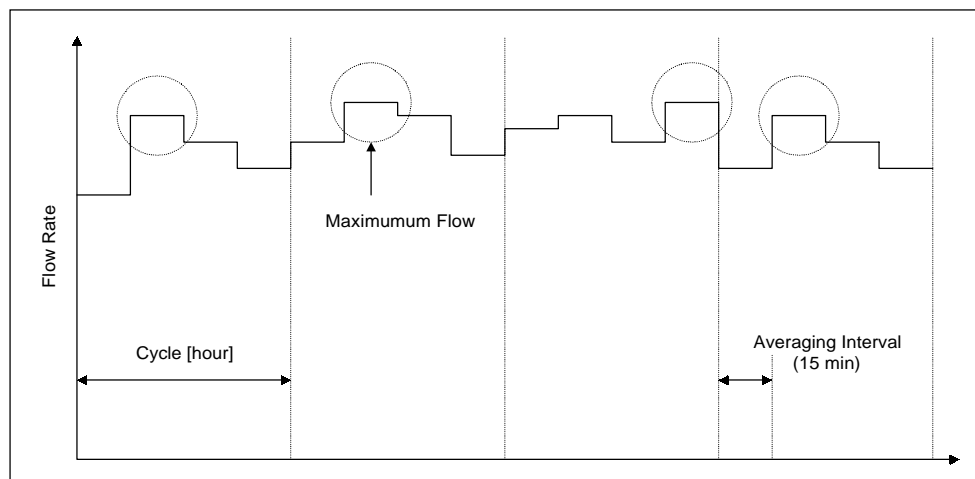 Maximumum Flow
Flow Rate
Cycle [hour]
Averaging Interval
(15 min)